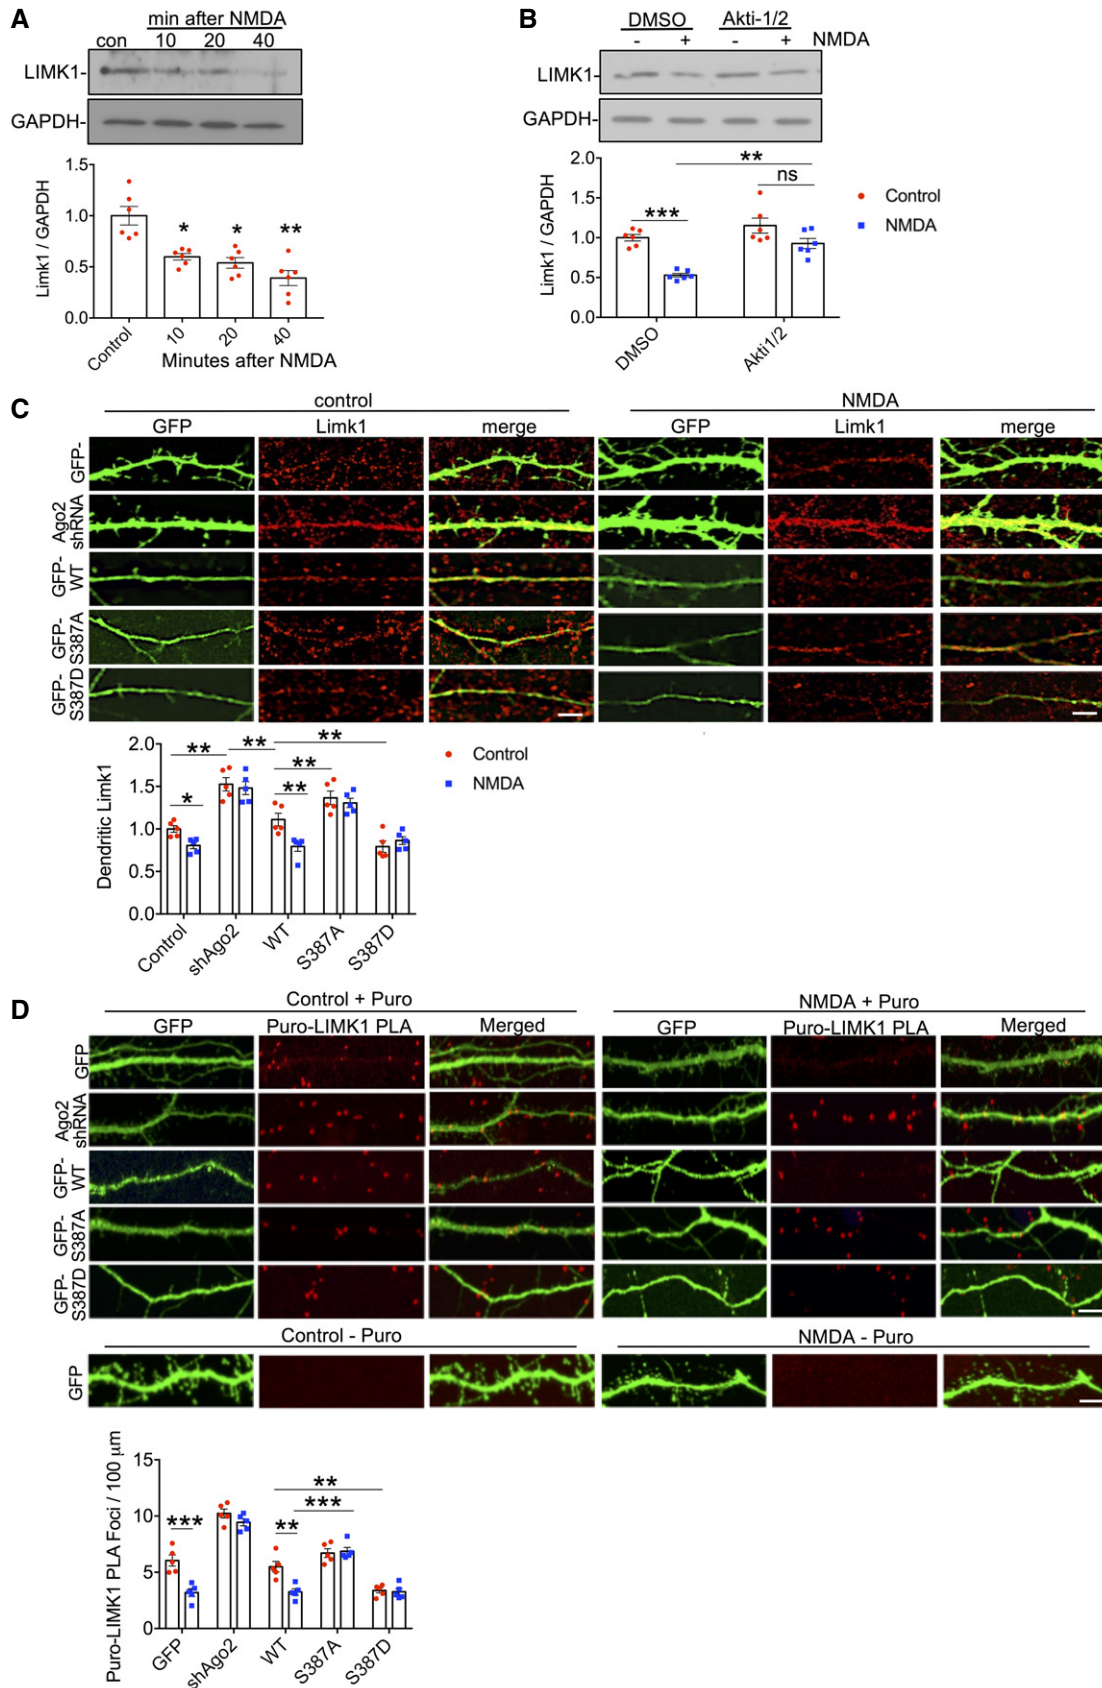 A
min after NMDA
con 10 20 40
LIMK1-
GAPDH-
Limk1 / GAPDH
1.5
1.0
0.5
0.0
* * **
Control 10 20 40
Minutes after NMDA
B
DMSO Akti-1/2
- + - + NMDA
LIMK1-
GAPDH-
Limk1 / GAPDH
2.0
1.5
1.0
0.5
0.0
**
ns
***
Control
NMDA
DMSO Akti1/2
C
control NMDA
GFP Limk1 merge GFP Limk1 merge
GFP-
Ago2
shRNA
GFP-
WT
GFP-
S387A
GFP-
S387D
Dendritic Limk1
2.0
1.5
1.0
0.5
0.0
** ** **
**
* **
Control
NMDA
Control shAgo2 WT S387A S387D
D
Control + Puro NMDA + Puro
GFP Puro-LIMK1 PLA Merged GFP Puro-LIMK1 PLA Merged
GFP
Ago2
shRNA
GFP-
WT
GFP-
S387A
GFP-
S387D
Control - Puro NMDA - Puro
GFP
Puro-LIMK1 PLA Foci / 100 μm
15
10
5
0
**
***
*** **
GFP shAgo2 WT S387A S387D